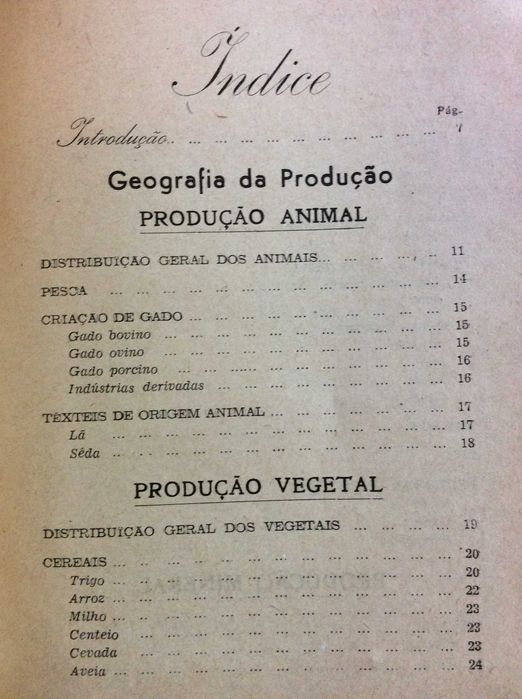 Índice
Pág.
Introdução.. ... ... ... ... ... ... ... ... ... 7
Geografia da Produção
PRODUÇÃO ANIMAL
DISTRIBUIÇÃO GERAL DOS ANIMAIS... ... ... ... .. 11
PESCA ... ... ... ... ... ... ... ... ... ... ... 14
CRIAÇÃO DE GADO ... ... ... ... ... ... ... ... 15
Gado bovino ... ... ... ... ... ... ... ... ... 15
Gado ovino ... ... ... ... ... ... ... ... ... 15
Gado porcino ... ... ... ... ... ... ... ... 16
Indústrias derivadas ... ... ... ... ... ... ... 16
TÊXTEIS DE ORIGEM ANIMAL ... ... ... ... ... ... 17
Lã ... ... ... ... ... ... ... ... ... ... ... 17
Sêda ... ... ... ... ... ... ... ... ... ... ... 18
PRODUÇÃO VEGETAL
DISTRIBUIÇÃO GERAL DOS VEGETAIS ... ... ... ... 19
CEREAIS ... ... ... ... ... ... ... ... ... ... 20
Trigo ... ... ... ... ... ... ... ... ... ... 20
Arroz ... ... ... ... ... ... ... ... ... ... 22
Milho ... ... ... ... ... ... ... ... ... ... 23
Centeio ... ... ... ... ... ... ... ... ... 23
Cevada ... ... ... ... ... ... ... ... ... 23
Aveia ... ... ... ... ... ... ... ... ... ... 24